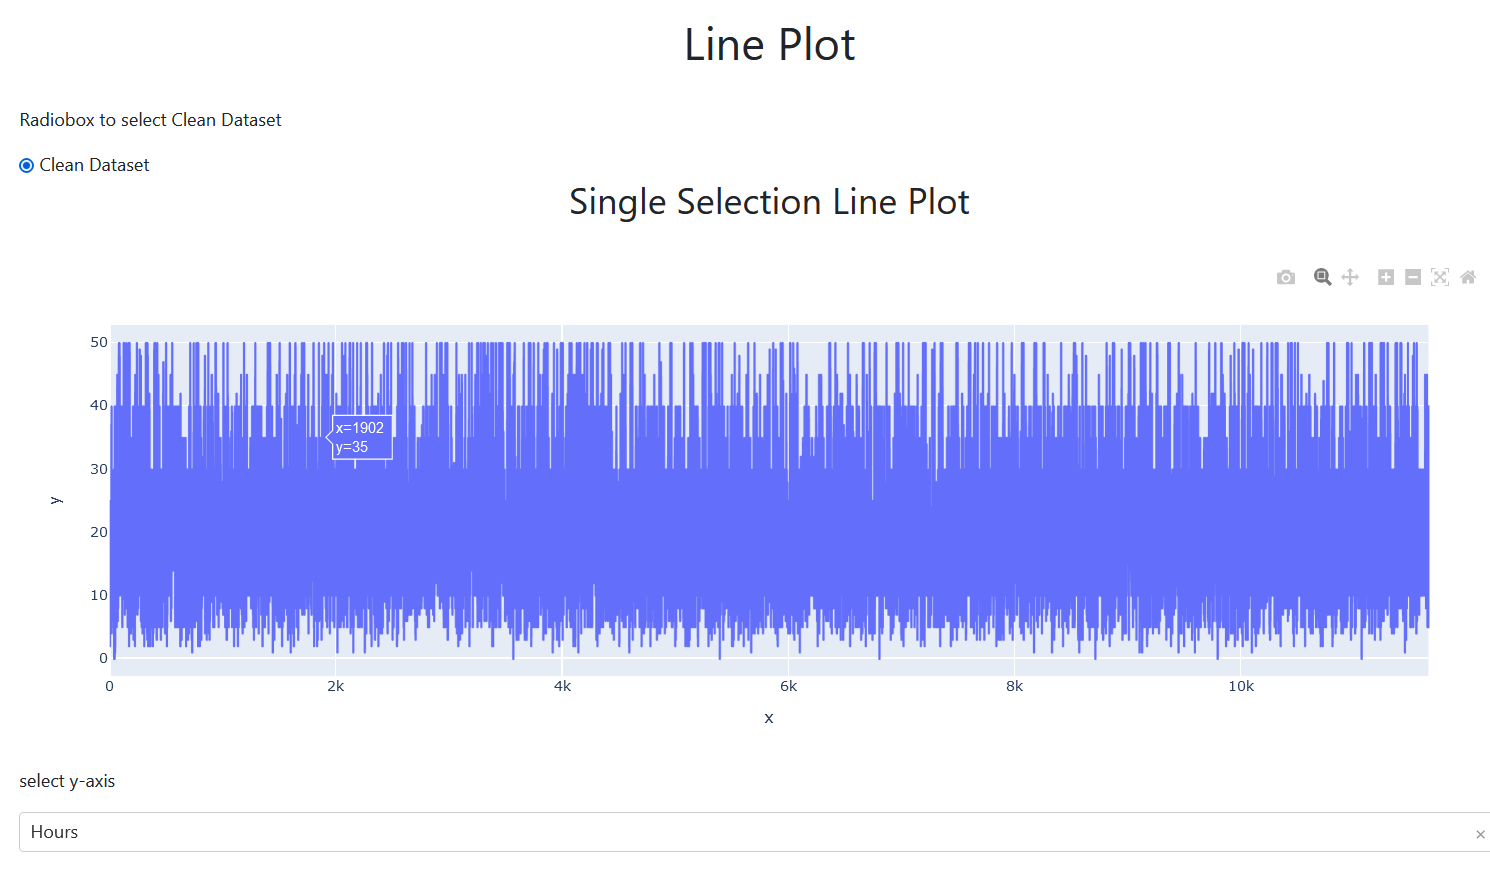 Line Plot
Radiobox to select Clean Dataset
Clean Dataset
Single Selection Line Plot
50
40
30
20
10
0
y
x=1902
y=35
0
2k
4k
6k
8k
10k
x
select y-axis
Hours
×